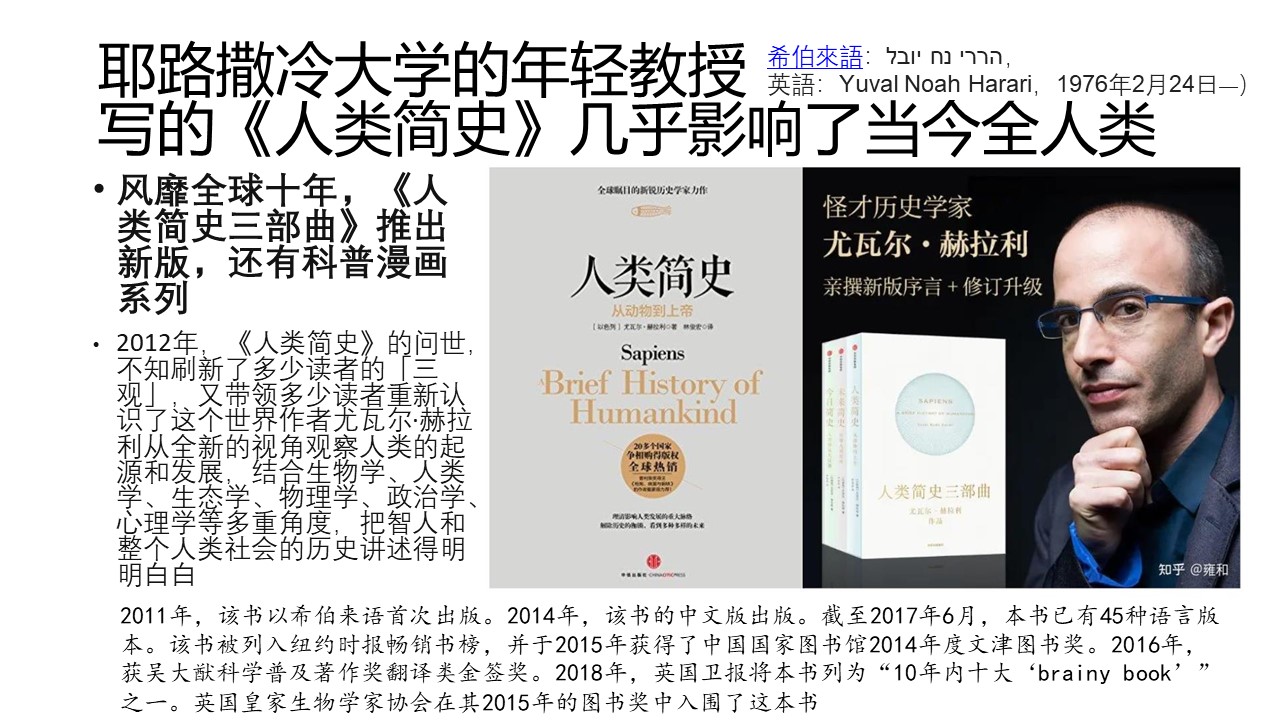 耶路撒冷大学的年轻教授
写的《人类简史》几乎影响了当今全人类
希伯來語：יובל נח הררי‎,
英語：Yuval Noah Harari，1976年2月24日—）
• 风靡全球十年，《人
类简史三部曲》推出
新版，还有科普漫画
系列
• 2012年，《人类简史》的问世，
不知刷新了多少读者的「三
观」，又带领多少读者重新认
识了这个世界作者尤瓦尔·赫拉
利从全新的视角观察人类的起
源和发展，结合生物学、人类
学、生态学、物理学、政治学、
心理学等多重角度，把智人和
整个人类社会的历史讲述得明
明白白
全球瞩目的新锐历史学家力作
人类简史
从动物到上帝
［以色列］尤瓦尔·赫拉利◎著 林俊宏◎译
Sapiens
A Brief History of
Humankind
20多个国家
争相购得版权
全球热销
理清影响人类发展的重大脉络
解除历史的枷锁，看到多种多样的未来
中信出版社·CHINA CITIC PRESS
怪才历史学家
尤瓦尔·赫拉利
亲撰新版序言+修订升级
今日简史
未来简史
人类简史
SAPIENS
A BRIEF HISTORY OF HUMANKIND
人类简史三部曲
尤瓦尔·赫拉利
作品
知乎 @雍和
2011年，该书以希伯来语首次出版。2014年，该书的中文版出版。截至2017年6月，本书已有45种语言版
本。该书被列入纽约时报畅销书榜，并于2015年获得了中国国家图书馆2014年度文津图书奖。2016年，
获吴大猷科学普及著作奖翻译类金签奖。2018年，英国卫报将本书列为“10年内十大‘brainy book’”
之一。英国皇家生物学家协会在其2015年的图书奖中入围了这本书